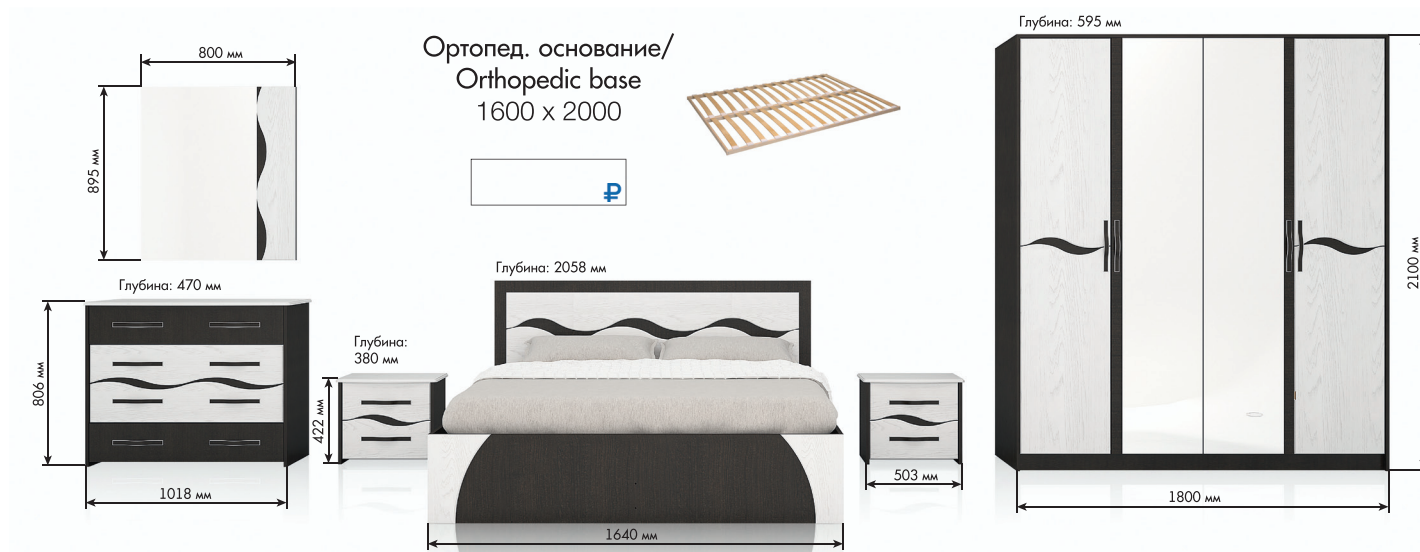 Глубина: 595 мм
800 мм
Ортопед. основание/
Orthopedic base
1600 x 2000
895 мм
₽
2100 мм
Глубина: 2058 мм
Глубина: 470 мм
Глубина:
380 мм
806 мм
422 мм
503 мм
1018 мм
1800 мм
1640 мм